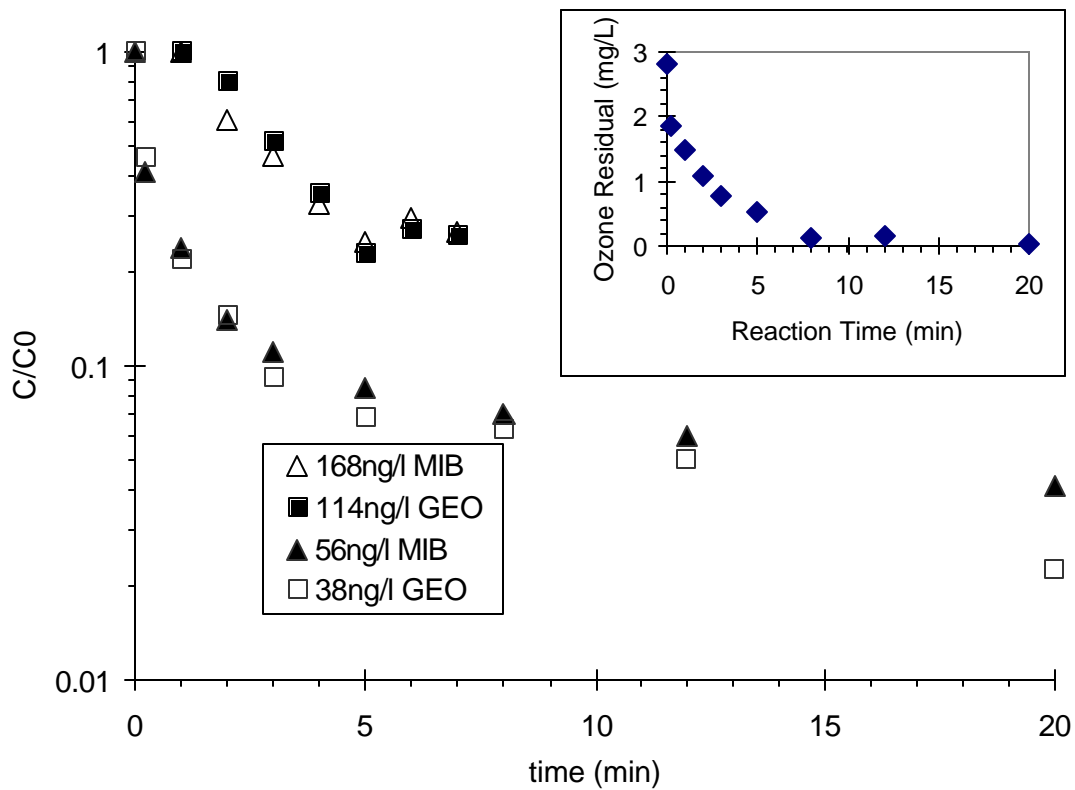 1
0.1
0.01
C/C0
0 5 10 15 20
time (min)
168ng/l MIB
114ng/l GEO
56ng/l MIB
38ng/l GEO
Ozone Residual (mg/L)
3
2
1
0
0 5 10 15 20
Reaction Time (min)